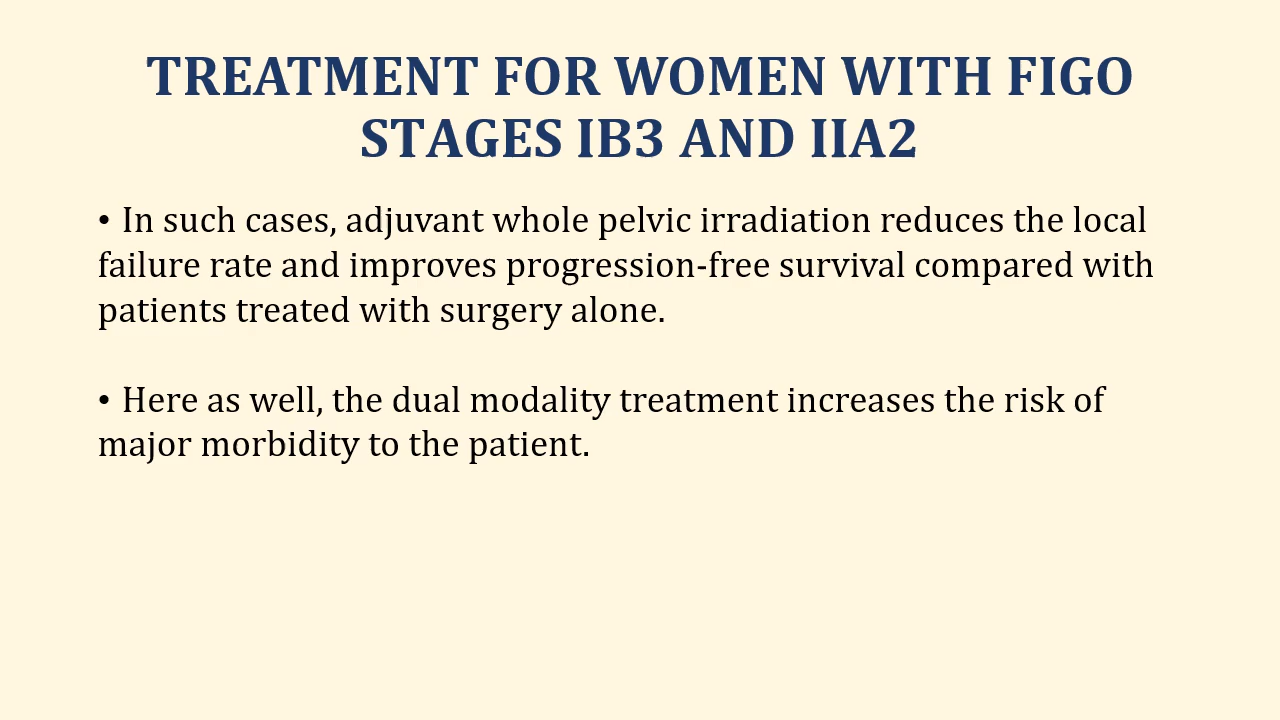 TREATMENT FOR WOMEN WITH FIGO
STAGES IB3 AND IIA2
• In such cases, adjuvant whole pelvic irradiation reduces the local
failure rate and improves progression-free survival compared with
patients treated with surgery alone.
• Here as well, the dual modality treatment increases the risk of
major morbidity to the patient.